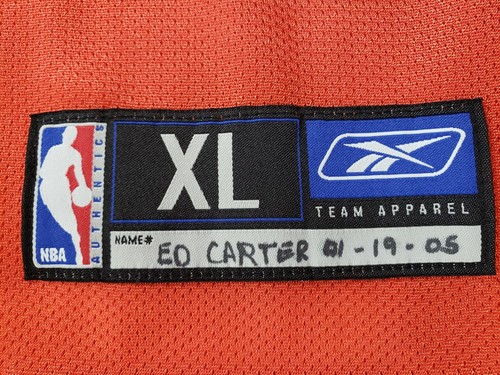 NBA
AUTHENTICS
XL
TEAM APPAREL
NAME# ED CARTER 01-19-05